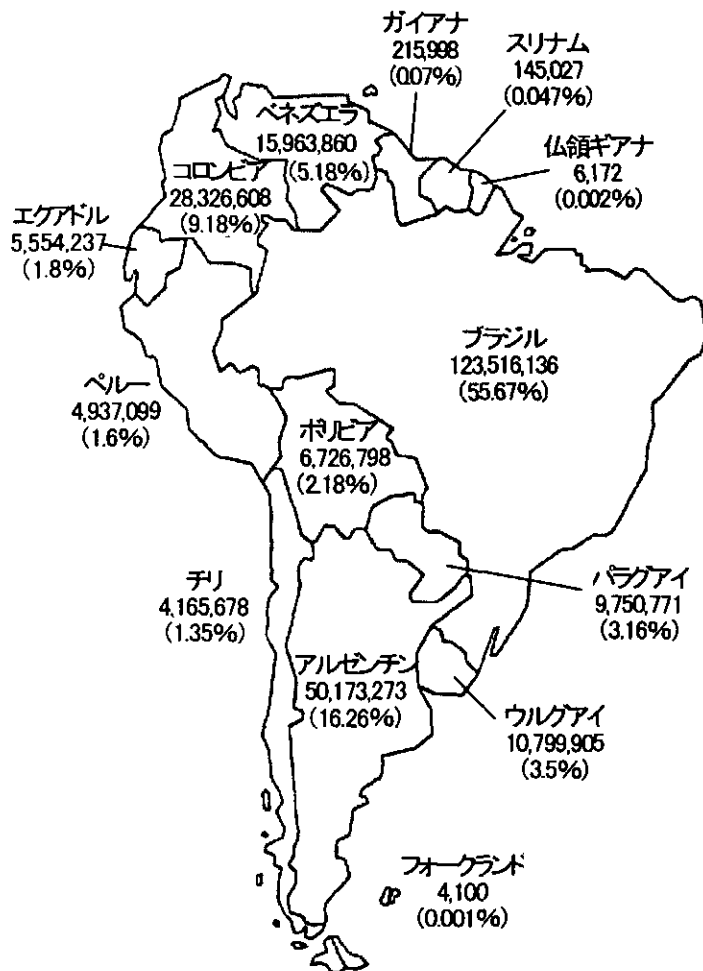 ガイアナ
215,998
(0.07%)
スリナム
145,027
(0.047%)
ベネズエラ
15,963,860
(5.18%)
仏領ギアナ
6,172
(0.002%)
コロンビア
28,326,608
(9.18%)
エクアドル
5,554,237
(1.8%)
ブラジル
123,516,136
(55.67%)
ペルー
4,937,099
(1.6%)
ボリビア
6,726,798
(2.18%)
チリ
4,165,678
(1.35%)
パラグアイ
9,750,771
(3.16%)
アルゼンチン
50,173,273
(16.26%)
ウルグアイ
10,799,905
(3.5%)
フォークランド
4,100
(0.001%)